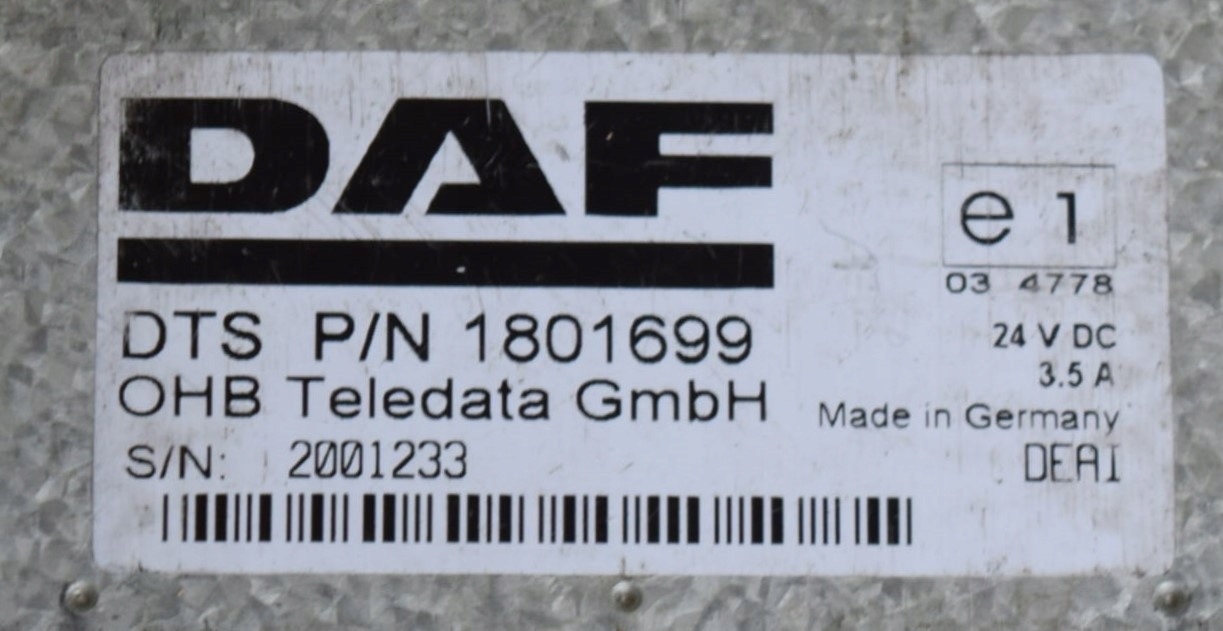 DAF
e 1
03 4778
DTS P/N 1801699
24 V DC
OHB Teledata GmbH
3.5 A
Made in Germany
S/N: 2001233
DEAI